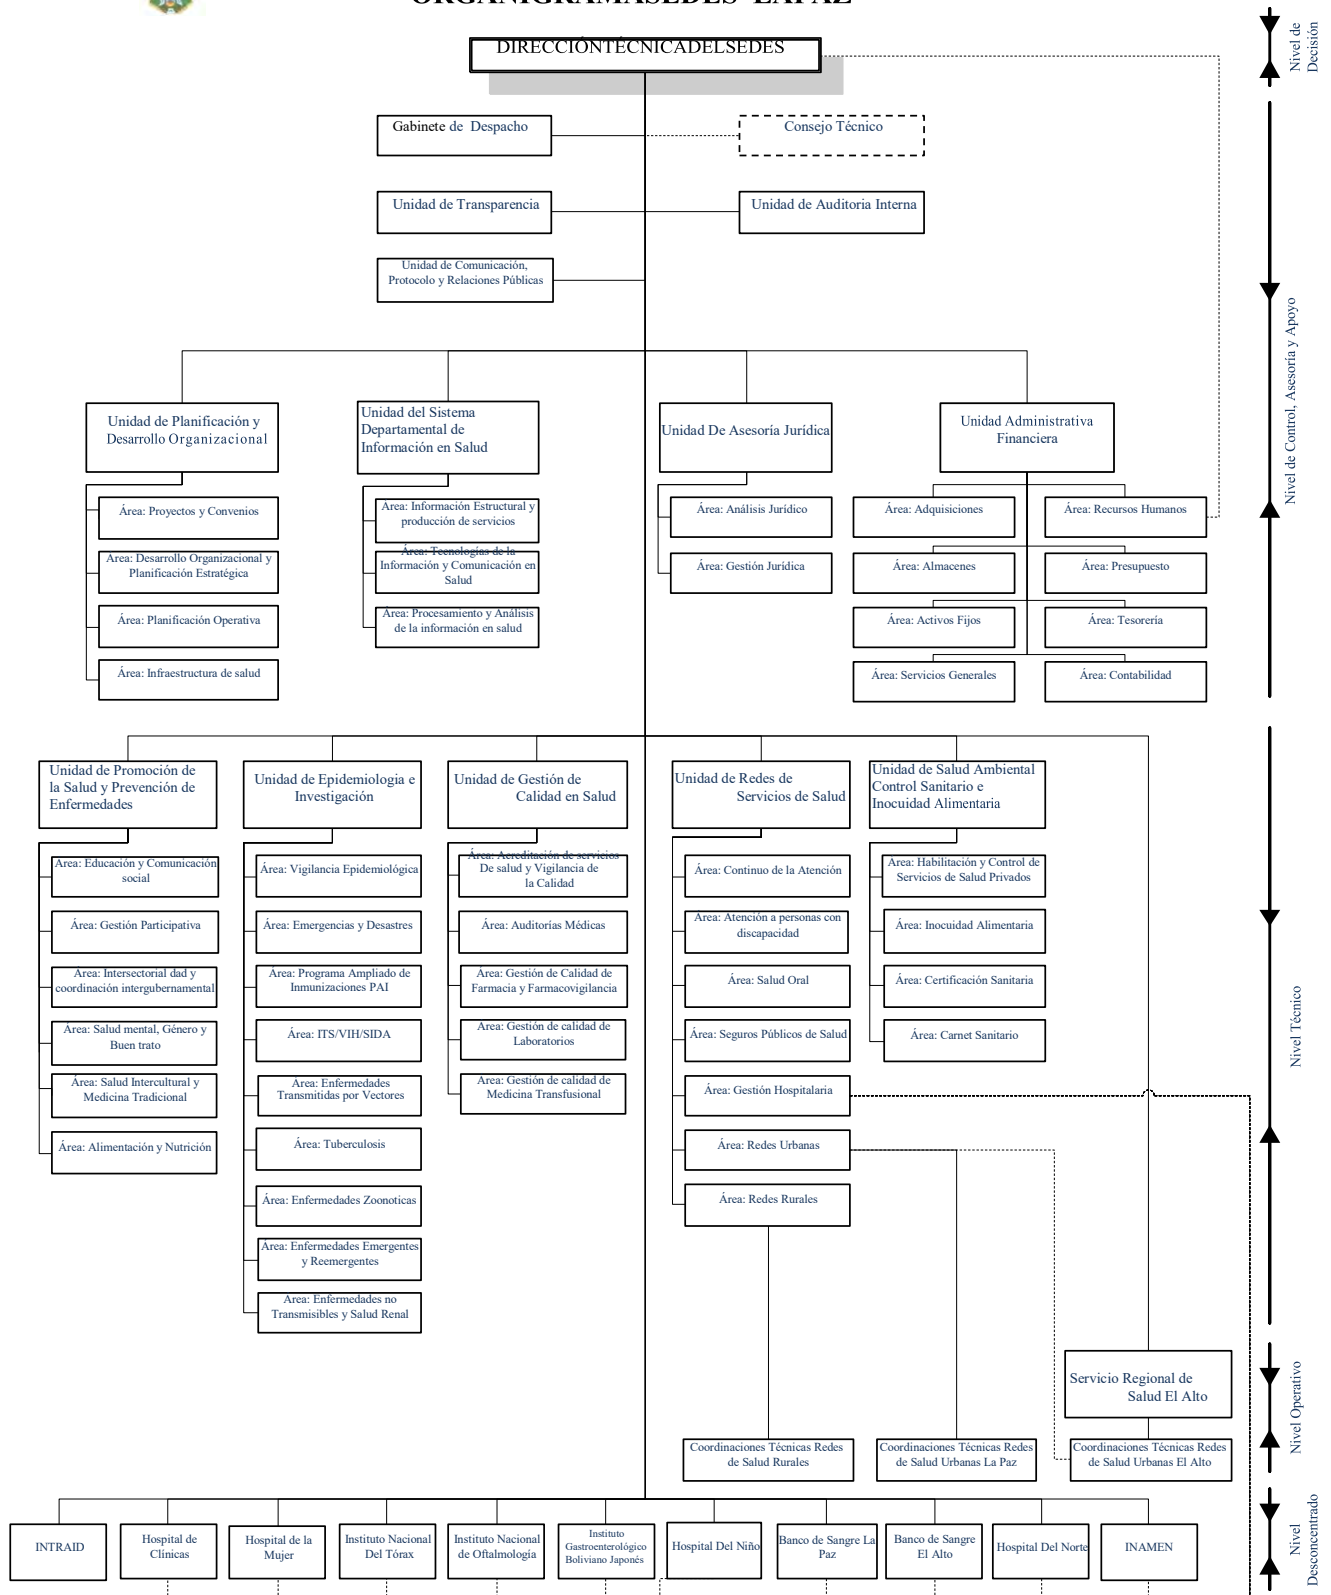 ORGANIGRAMASEDES LAPAZ
DIRECCIÓNTÉCNICADELSEDES
Nivel de
Decisión
Gabinete de Despacho
Consejo Técnico
Unidad de Transparencia
Unidad de Auditoria Interna
Unidad de Comunicación,
Protocolo y Relaciones Públicas
Nivel de Control, Asesoría y Apoyo
Unidad de Planificación y
Desarrollo Organizacional
Unidad del Sistema
Departamental de
Información en Salud
Unidad De Asesoría Jurídica
Unidad Administrativa
Financiera
Área: Proyectos y Convenios
Área: Desarrollo Organizacional y
Planificación Estratégica
Área: Planificación Operativa
Área: Infraestructura de salud
Área: Información Estructural y
producción de servicios
Área: Tecnologías de la
Información y Comunicación en
Salud
Área: Procesamiento y Análisis
de la información en salud
Área: Análisis Jurídico
Área: Gestión Jurídica
Área: Adquisiciones
Área: Recursos Humanos
Área: Almacenes
Área: Presupuesto
Área: Activos Fijos
Área: Tesorería
Área: Servicios Generales
Área: Contabilidad
Unidad de Promoción de
la Salud y Prevención de
Enfermedades
Unidad de Epidemiologia e
Investigación
Unidad de Gestión de
Calidad en Salud
Unidad de Redes de
Servicios de Salud
Unidad de Salud Ambiental
Control Sanitario e
Inocuidad Alimentaria
Área: Educación y Comunicación
social
Área: Gestión Participativa
Área: Intersectorial dad y
coordinación intergubernamental
Área: Salud mental, Género y
Buen trato
Área: Salud Intercultural y
Medicina Tradicional
Área: Alimentación y Nutrición
Área: Vigilancia Epidemiológica
Área: Emergencias y Desastres
Área: Programa Ampliado de
Inmunizaciones PAI
Área: ITS/VIH/SIDA
Área: Enfermedades
Transmitidas por Vectores
Área: Tuberculosis
Área: Enfermedades Zoonoticas
Área: Enfermedades Emergentes
y Reemergentes
Área: Enfermedades no
Transmisibles y Salud Renal
Área: Acreditación de servicios
De salud y Vigilancia de
la Calidad
Área: Auditorías Médicas
Área: Gestión de Calidad de
Farmacia y Farmacovigilancia
Área: Gestión de calidad de
Laboratorios
Área: Gestión de calidad de
Medicina Transfusional
Área: Continuo de la Atención
Área: Atención a personas con
discapacidad
Área: Salud Oral
Área: Seguros Públicos de Salud
Área: Gestión Hospitalaria
Área: Redes Urbanas
Área: Redes Rurales
Área: Habilitación y Control de
Servicios de Salud Privados
Área: Inocuidad Alimentaria
Área: Certificación Sanitaria
Área: Carnet Sanitario
Nivel Técnico
Servicio Regional de
Salud El Alto
Coordinaciones Técnicas Redes
de Salud Rurales
Coordinaciones Técnicas Redes
de Salud Urbanas La Paz
Coordinaciones Técnicas Redes
de Salud Urbanas El Alto
Nivel Operativo
INTRAID
Hospital de
Clínicas
Hospital de la
Mujer
Instituto Nacional
Del Tórax
Instituto Nacional
de Oftalmología
Instituto
Gastroenterológico
Boliviano Japonés
Hospital Del Niño
Banco de Sangre La
Paz
Banco de Sangre
El Alto
Hospital Del Norte
INAMEN
Nivel
Desconcentrado